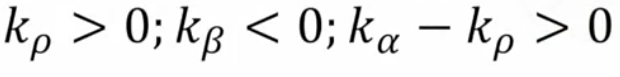 k_ρ > 0; k_β < 0; k_α − k_ρ > 0